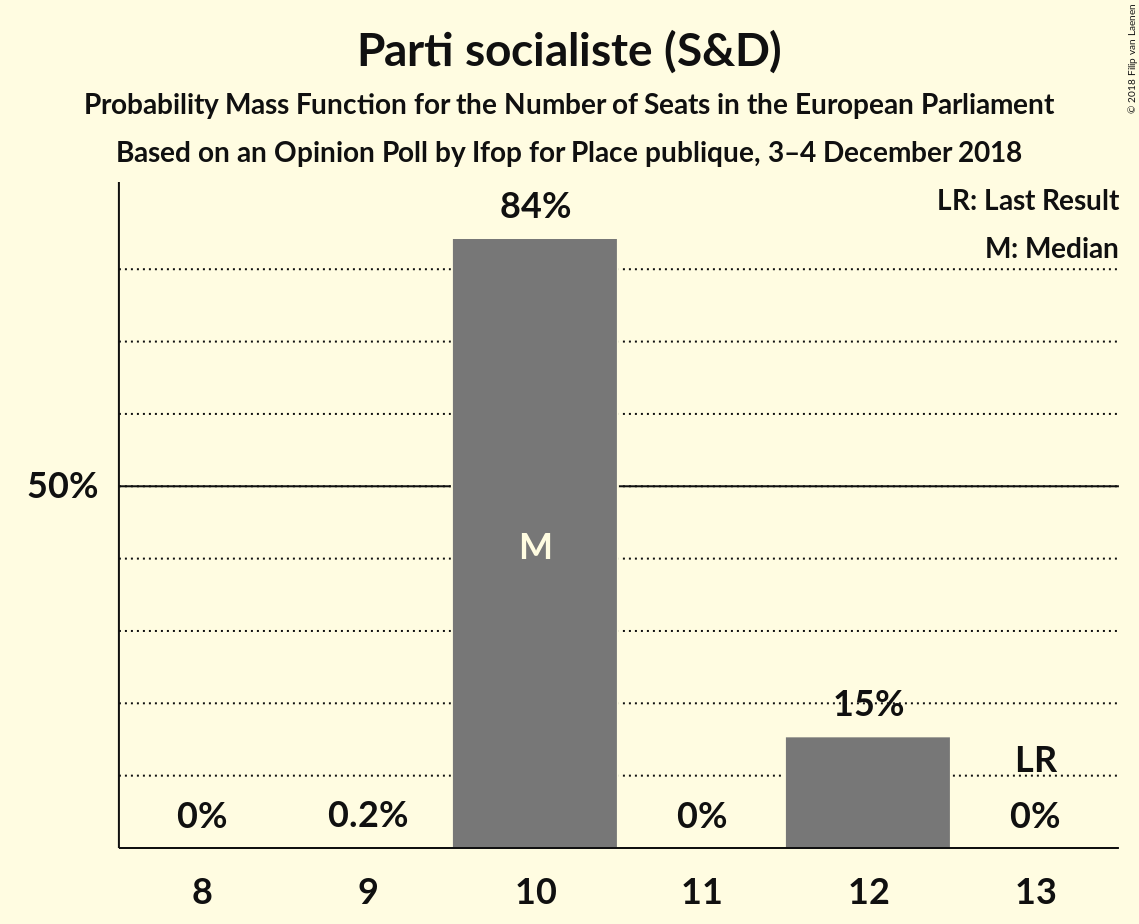 Parti socialiste (S&D)
Probability Mass Function for the Number of Seats in the European Parliament
Based on an Opinion Poll by Ifop for Place publique, 3–4 December 2018
© 2018 Filip van Laenen
LR: Last Result
M: Median
84%
50%
M
15%
LR
0%
0.2%
0%
0%
8
9
10
11
12
13